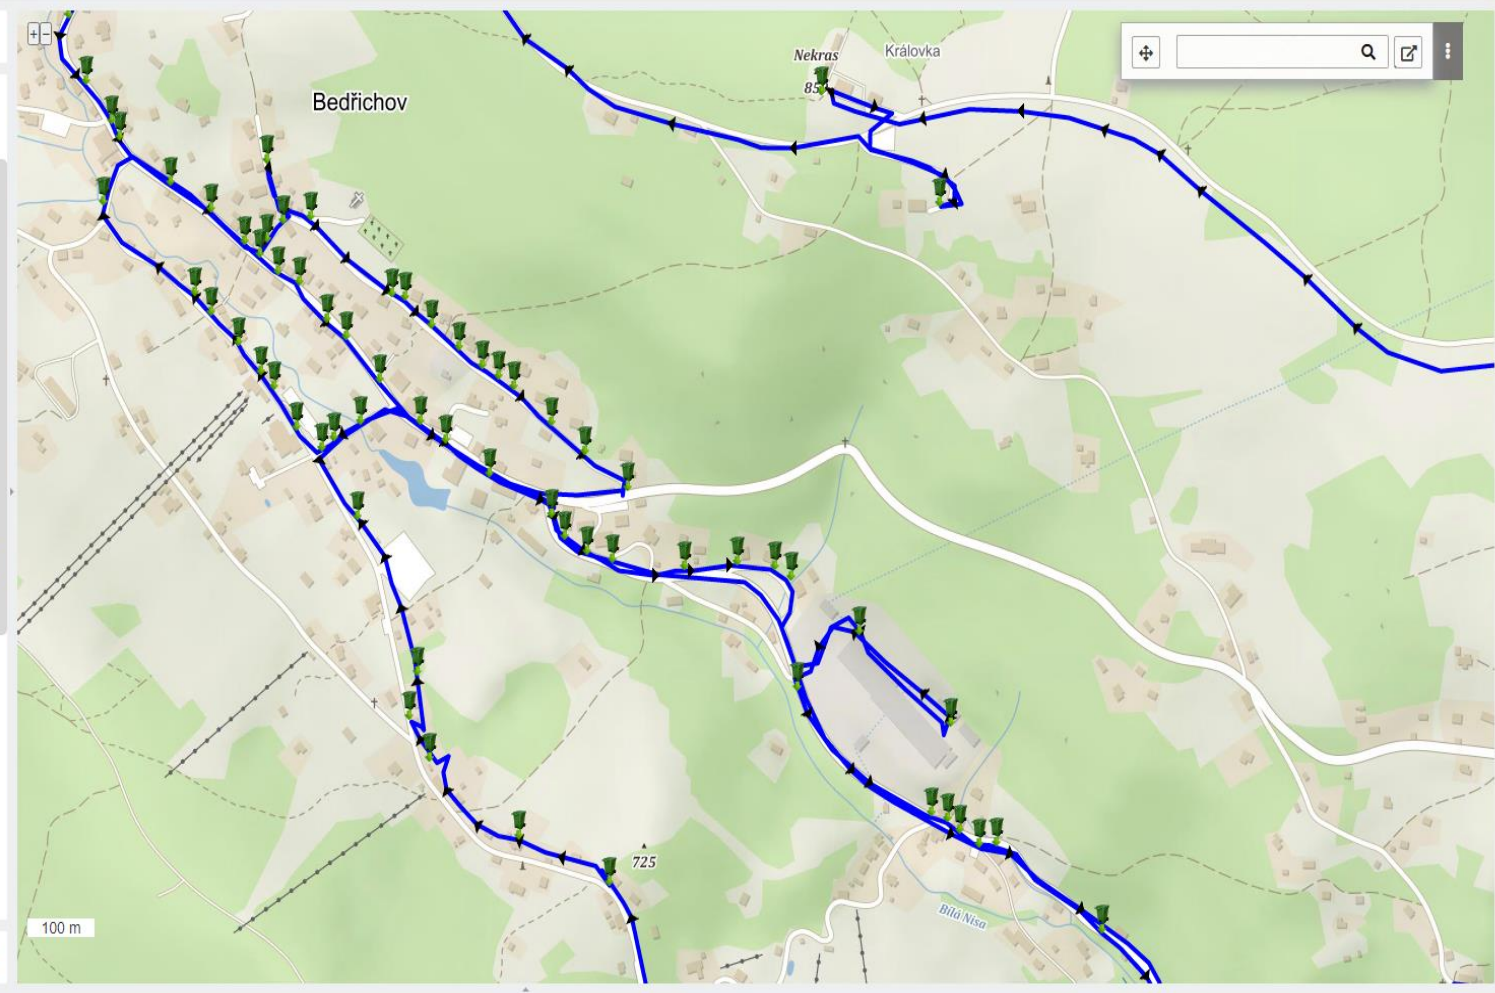 + −
Nekras
85
Královka
Bedřichov
725
100 m
Bílá Nisa